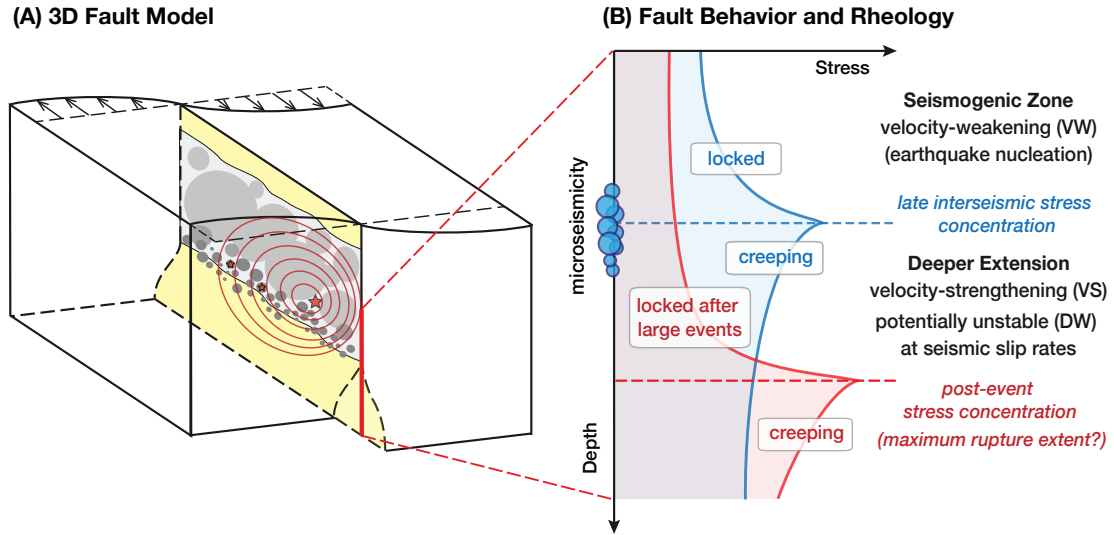 (A) 3D Fault Model
(B) Fault Behavior and Rheology
Stress
Seismogenic Zone
velocity-weakening (VW)
(earthquake nucleation)
locked
microseismicity
late interseismic stress
concentration
creeping
Deeper Extension
velocity-strengthening (VS)
potentially unstable (DW)
at seismic slip rates
locked after
large events
post-event
stress concentration
(maximum rupture extent?)
creeping
Depth